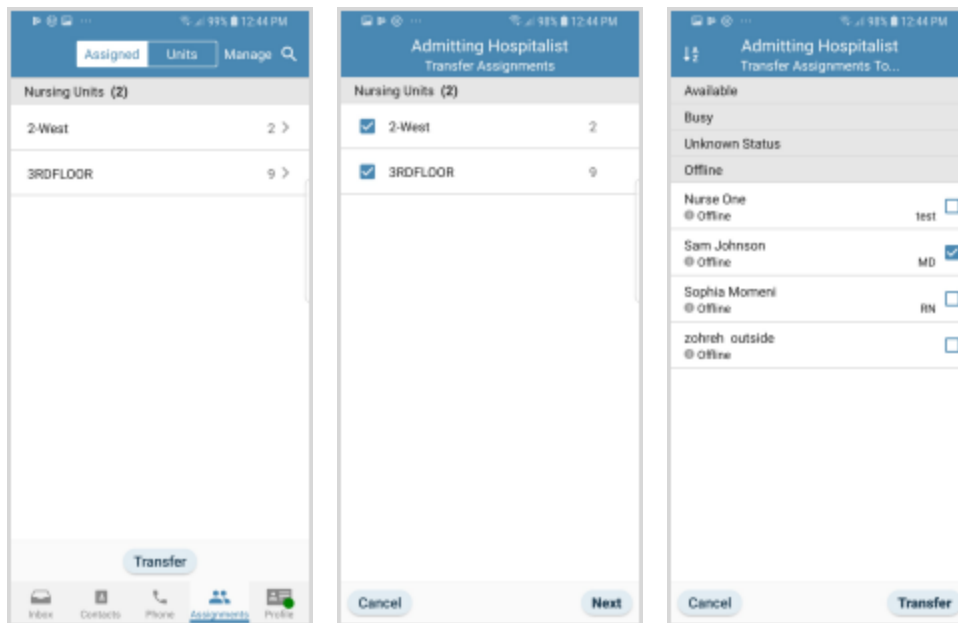 99% 12:44 PM
Assigned Units Manage
Nursing Units (2)
2-West 2
3RDFLOOR 9
Transfer
Inbox Contacts Phone Assignments Profile
98% 12:44 PM
Admitting Hospitalist
Transfer Assignments
Nursing Units (2)
2-West 2
3RDFLOOR 9
Cancel Next
98% 12:44 PM
Admitting Hospitalist
Transfer Assignments To...
Available
Busy
Unknown Status
Offline
Nurse One
Offline test
Sam Johnson
Offline MD
Sophia Momeni
Offline RN
zohreh outside
Offline
Cancel Transfer